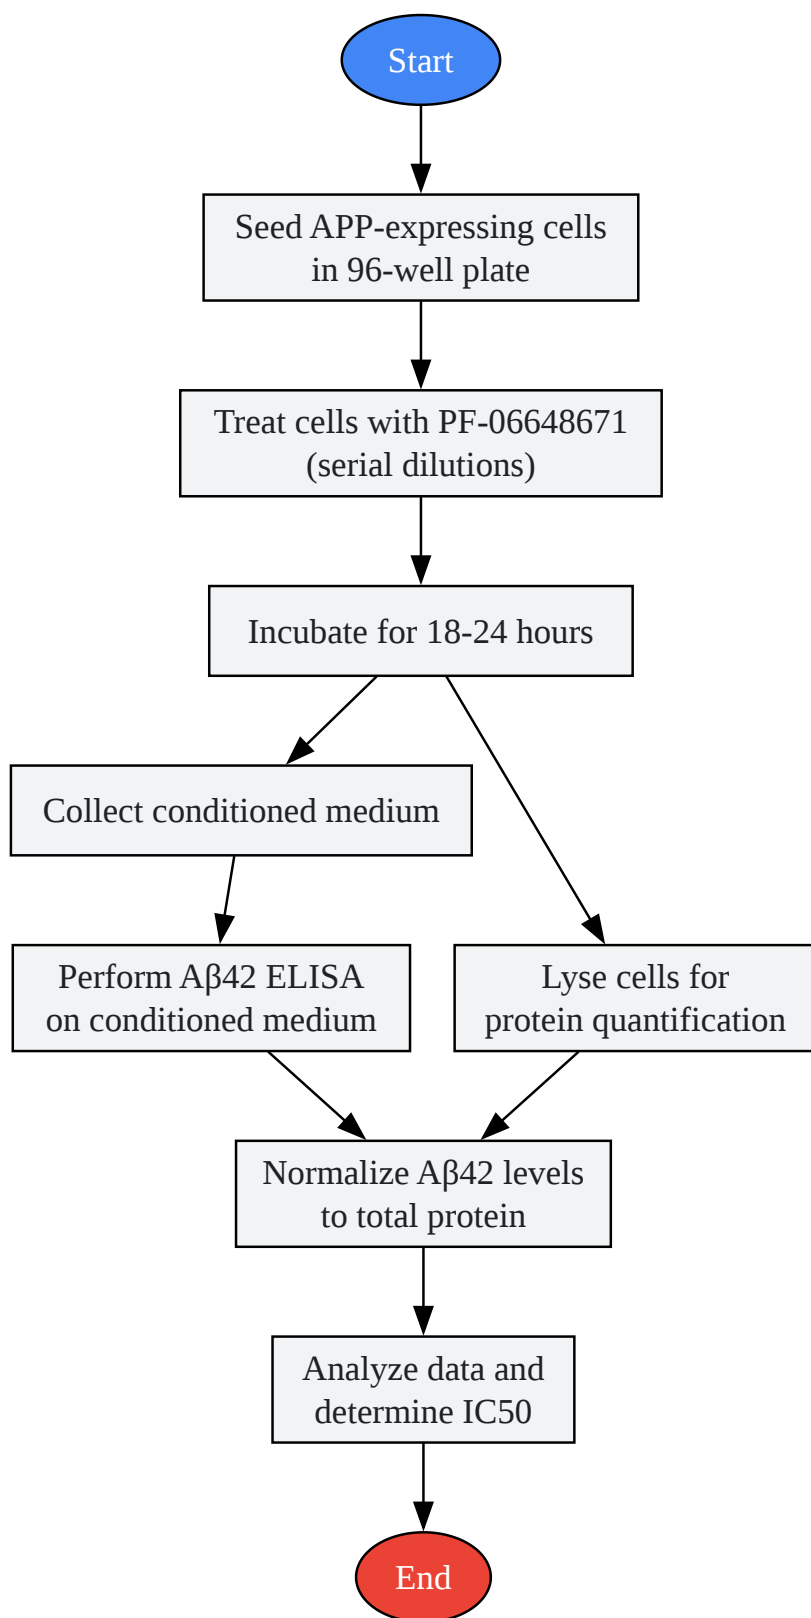 Start
Seed APP-expressing cells
in 96-well plate
Treat cells with PF-06648671
(serial dilutions)
Incubate for 18-24 hours
Collect conditioned medium
Perform Aβ42 ELISA
on conditioned medium
Lyse cells for
protein quantification
Normalize Aβ42 levels
to total protein
Analyze data and
determine IC50
End